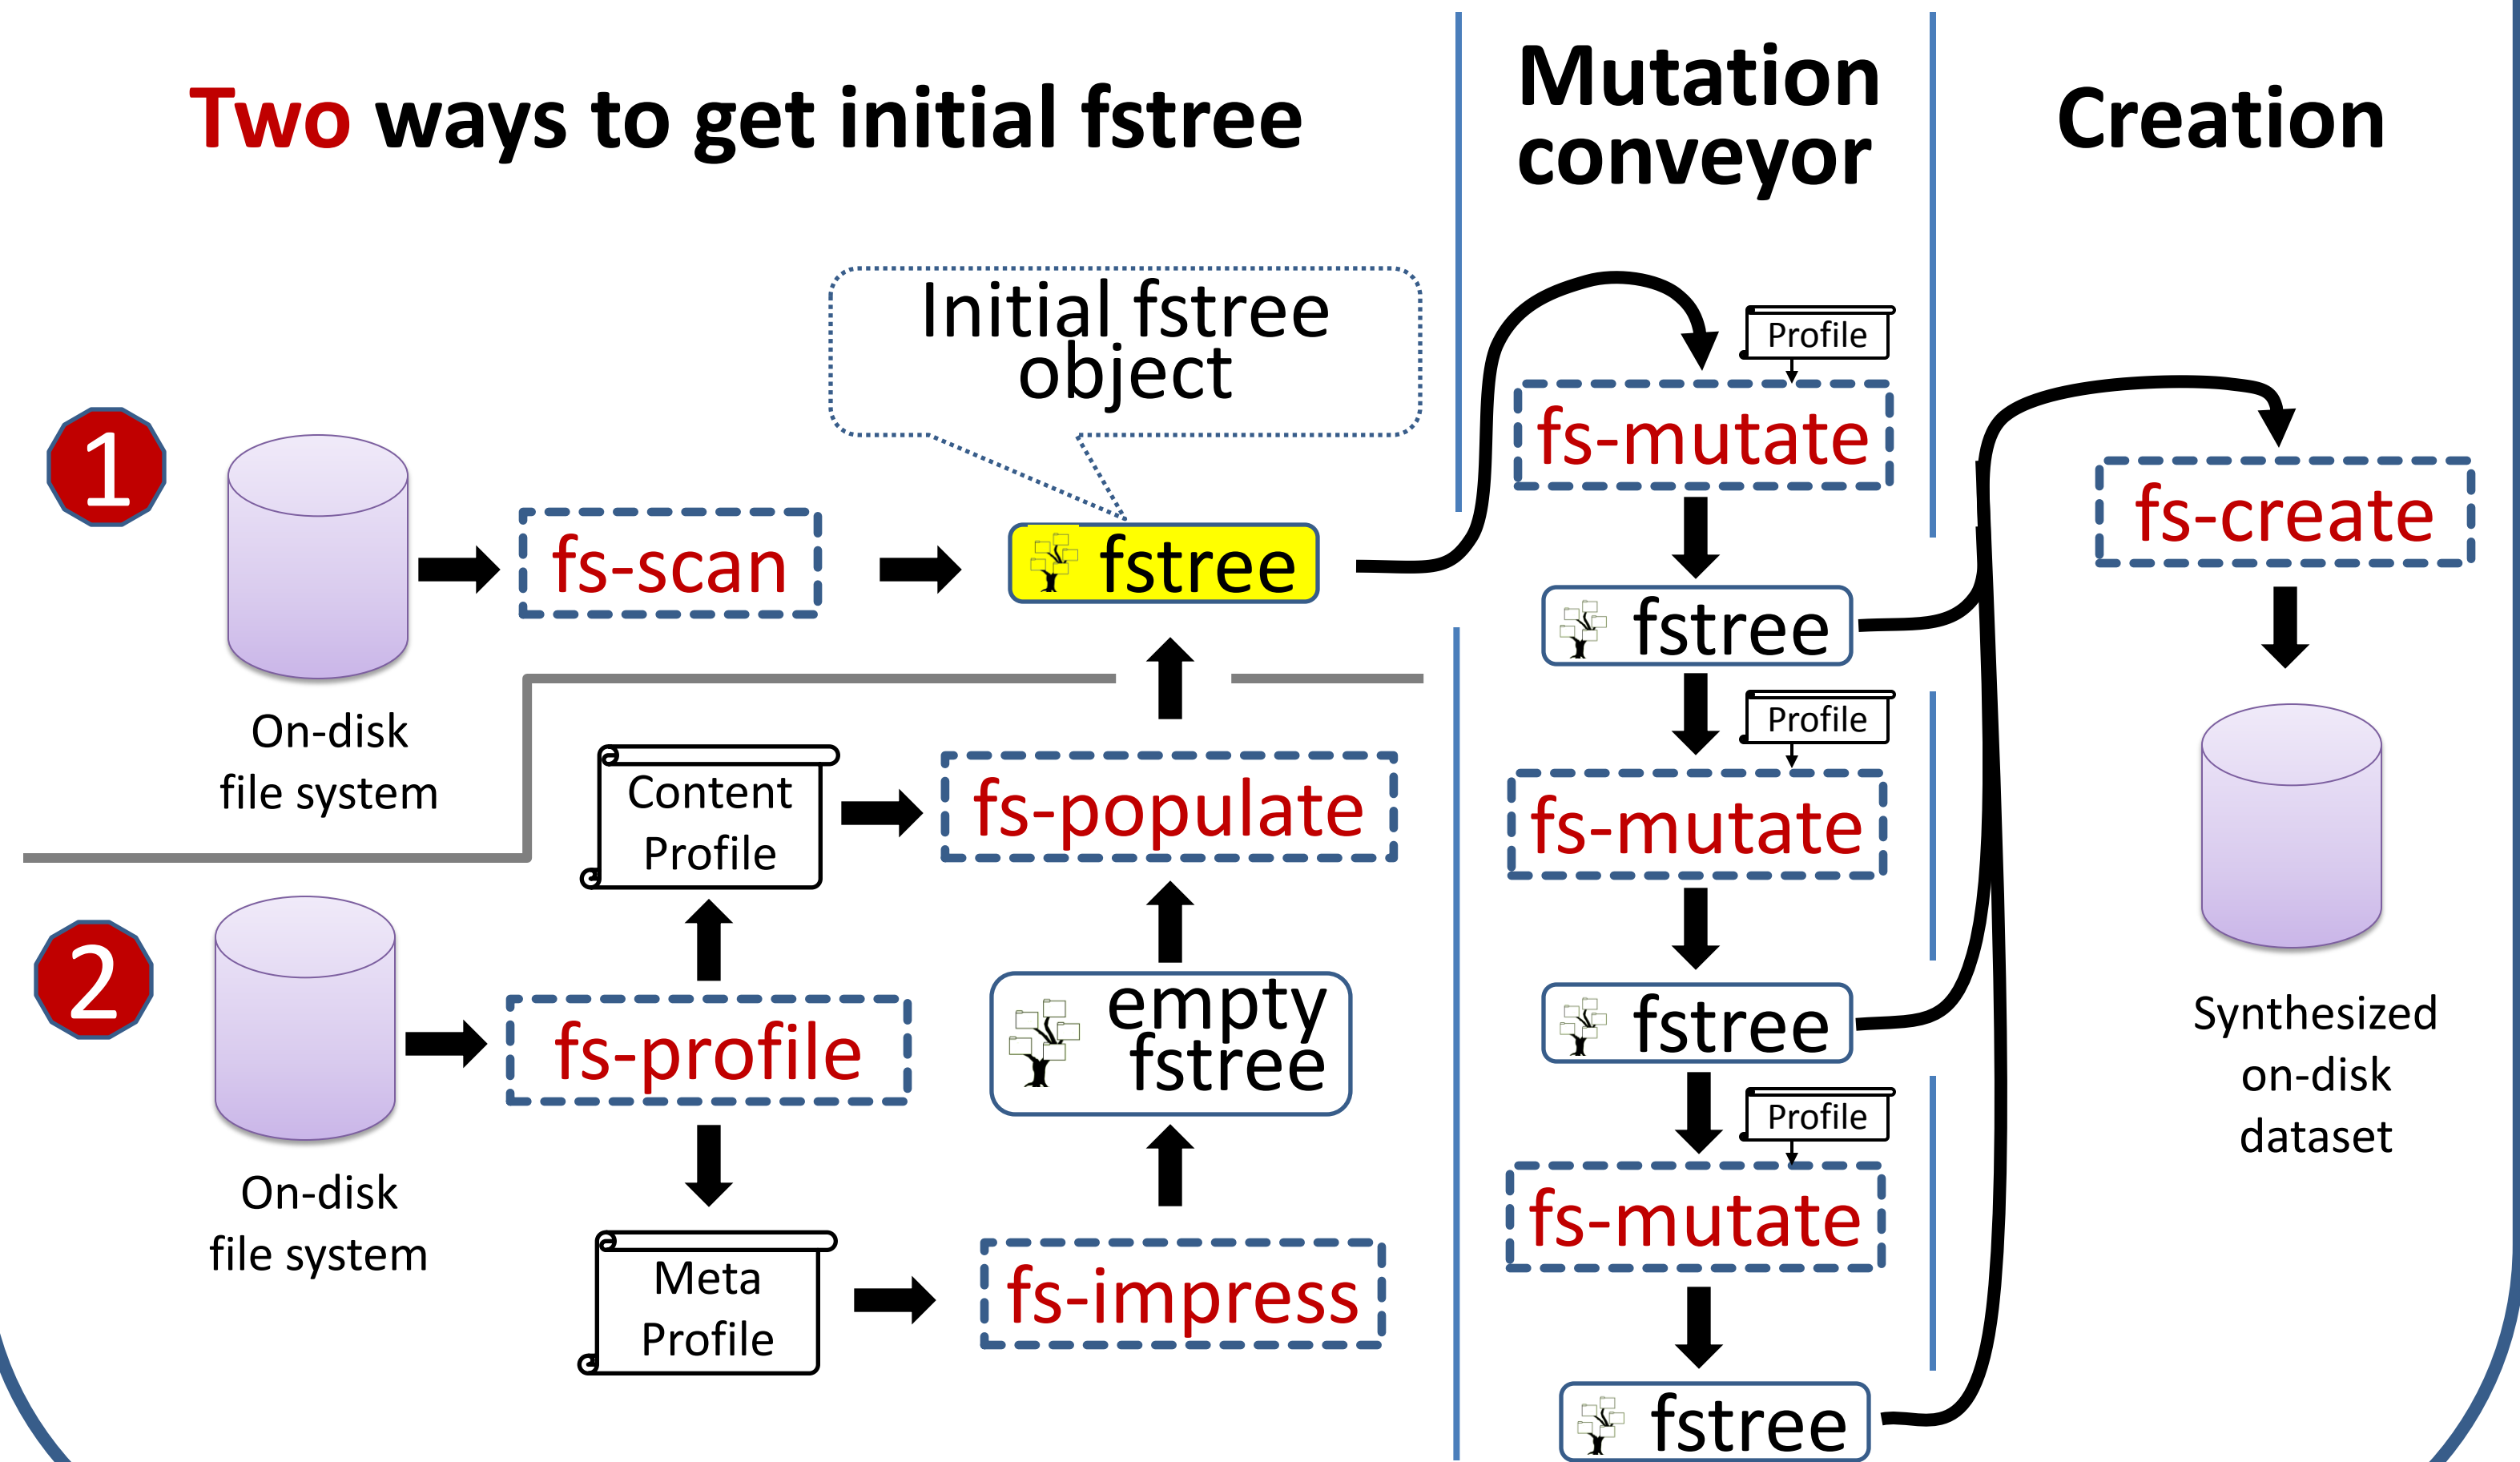 Two ways to get initial fstree
Mutation
conveyor
Creation
Initial fstree
object
1
On-disk
file system
fs-scan
fstree
2
On-disk
file system
fs-profile
Content
Profile
Meta
Profile
fs-populate
empty
fstree
fs-impress
Profile
fs-mutate
fstree
Profile
fs-mutate
fstree
Profile
fs-mutate
fstree
fs-create
Synthesized
on-disk
dataset